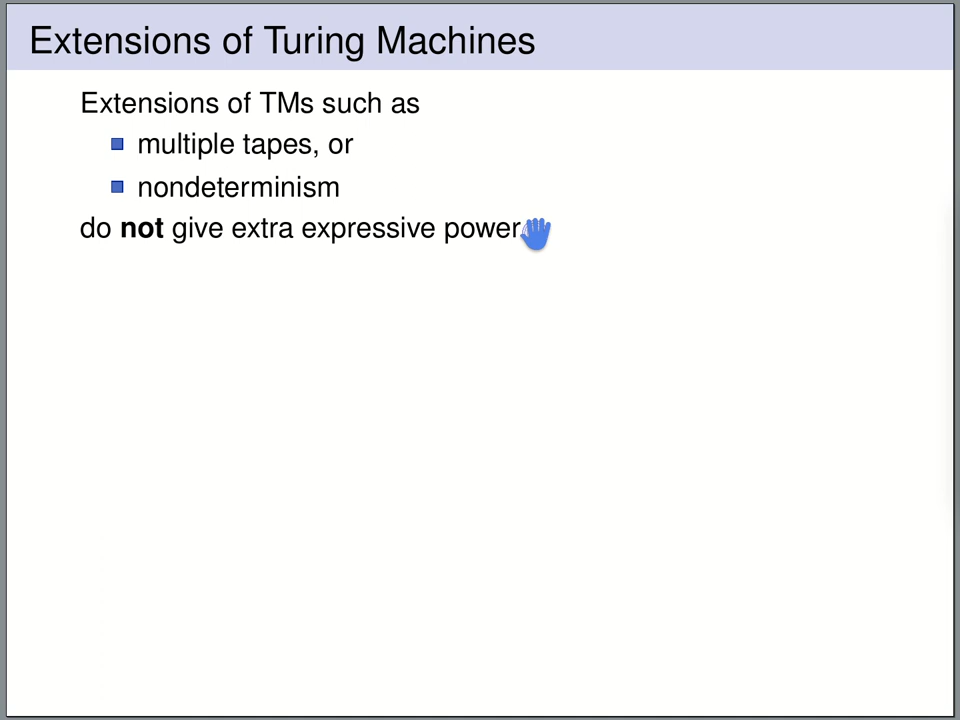 Extensions of Turing Machines
Extensions of TMs such as
multiple tapes, or
nondeterminism
do not give extra expressive power